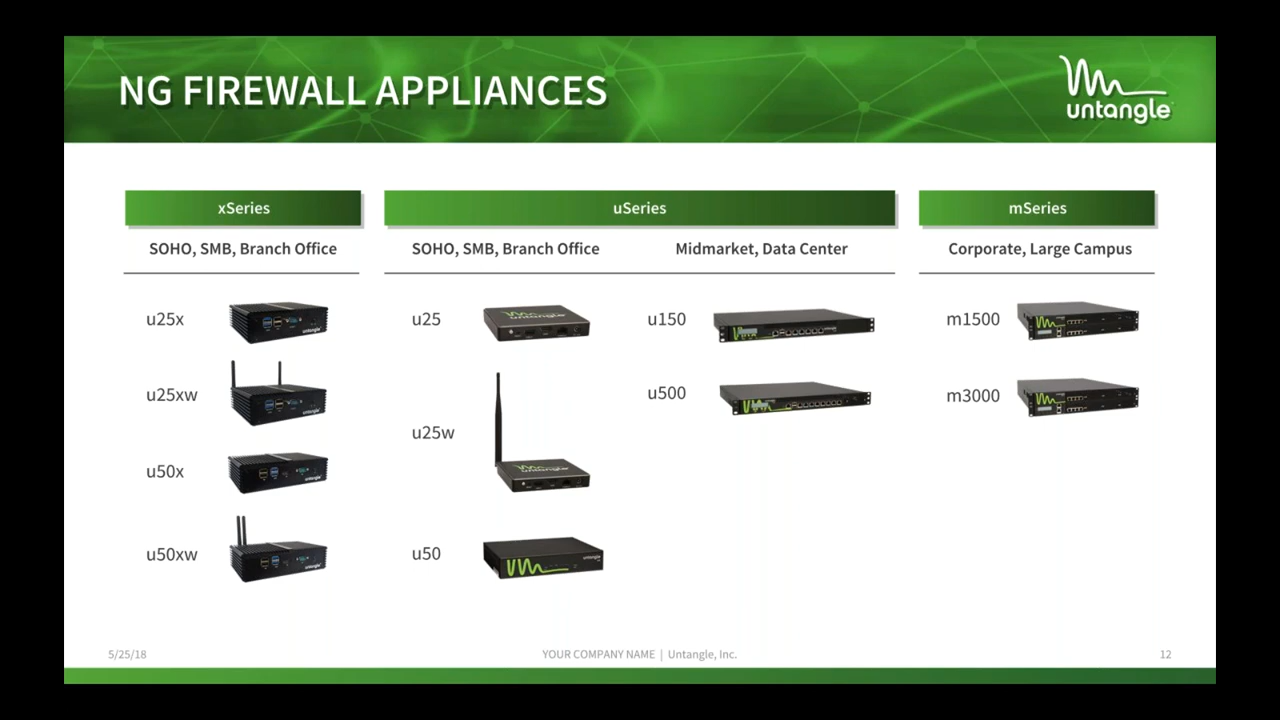 NG FIREWALL APPLIANCES
untangle
xSeries
SOHO, SMB, Branch Office
u25x
u25xw
u50x
u50xw
uSeries
SOHO, SMB, Branch Office
u25
u25w
u50
Midmarket, Data Center
u150
u500
mSeries
Corporate, Large Campus
m1500
m3000
5/25/18
YOUR COMPANY NAME | Untangle, Inc.
12